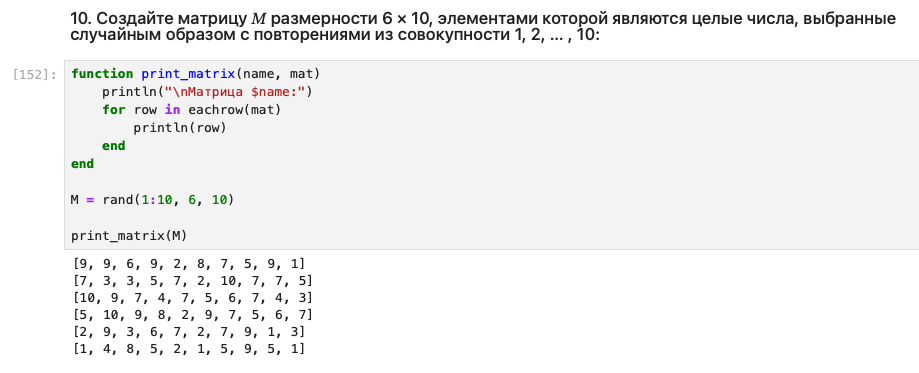 10. Создайте матрицу M размерности 6 × 10, элементами которой являются целые числа, выбранные
случайным образом с повторениями из совокупности 1, 2, ... , 10:
[152]: function print_matrix(name, mat)
println("\nМатрица $name:")
for row in eachrow(mat)
println(row)
end
end
M = rand(1:10, 6, 10)
print_matrix(M)
[9, 9, 6, 9, 2, 8, 7, 5, 9, 1]
[7, 3, 3, 5, 7, 2, 10, 7, 7, 5]
[10, 9, 7, 4, 7, 5, 6, 7, 4, 3]
[5, 10, 9, 8, 2, 9, 7, 5, 6, 7]
[2, 9, 3, 6, 7, 2, 7, 9, 1, 3]
[1, 4, 8, 5, 2, 1, 5, 9, 5, 1]